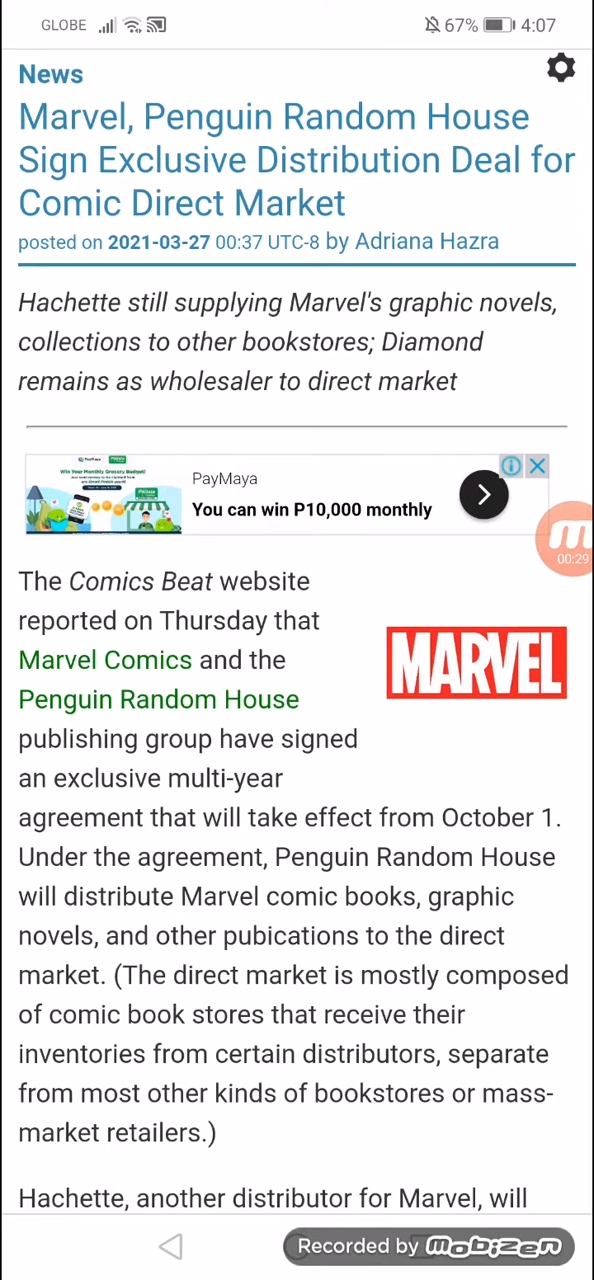 GLOBE 67% 4:07
News
Marvel, Penguin Random House
Sign Exclusive Distribution Deal for
Comic Direct Market
posted on 2021-03-27 00:37 UTC-8 by Adriana Hazra
Hachette still supplying Marvel's graphic novels,
collections to other bookstores; Diamond
remains as wholesaler to direct market
PayMaya
Win Your Monthly Grocery Budget!
PayMaya
You can win P10,000 monthly
00:29
The Comics Beat website
reported on Thursday that
Marvel Comics and the
Penguin Random House
publishing group have signed
an exclusive multi-year
MARVEL
agreement that will take effect from October 1.
Under the agreement, Penguin Random House
will distribute Marvel comic books, graphic
novels, and other pubications to the direct
market. (The direct market is mostly composed
of comic book stores that receive their
inventories from certain distributors, separate
from most other kinds of bookstores or mass-
market retailers.)
Hachette, another distributor for Marvel, will
Recorded by mobizen